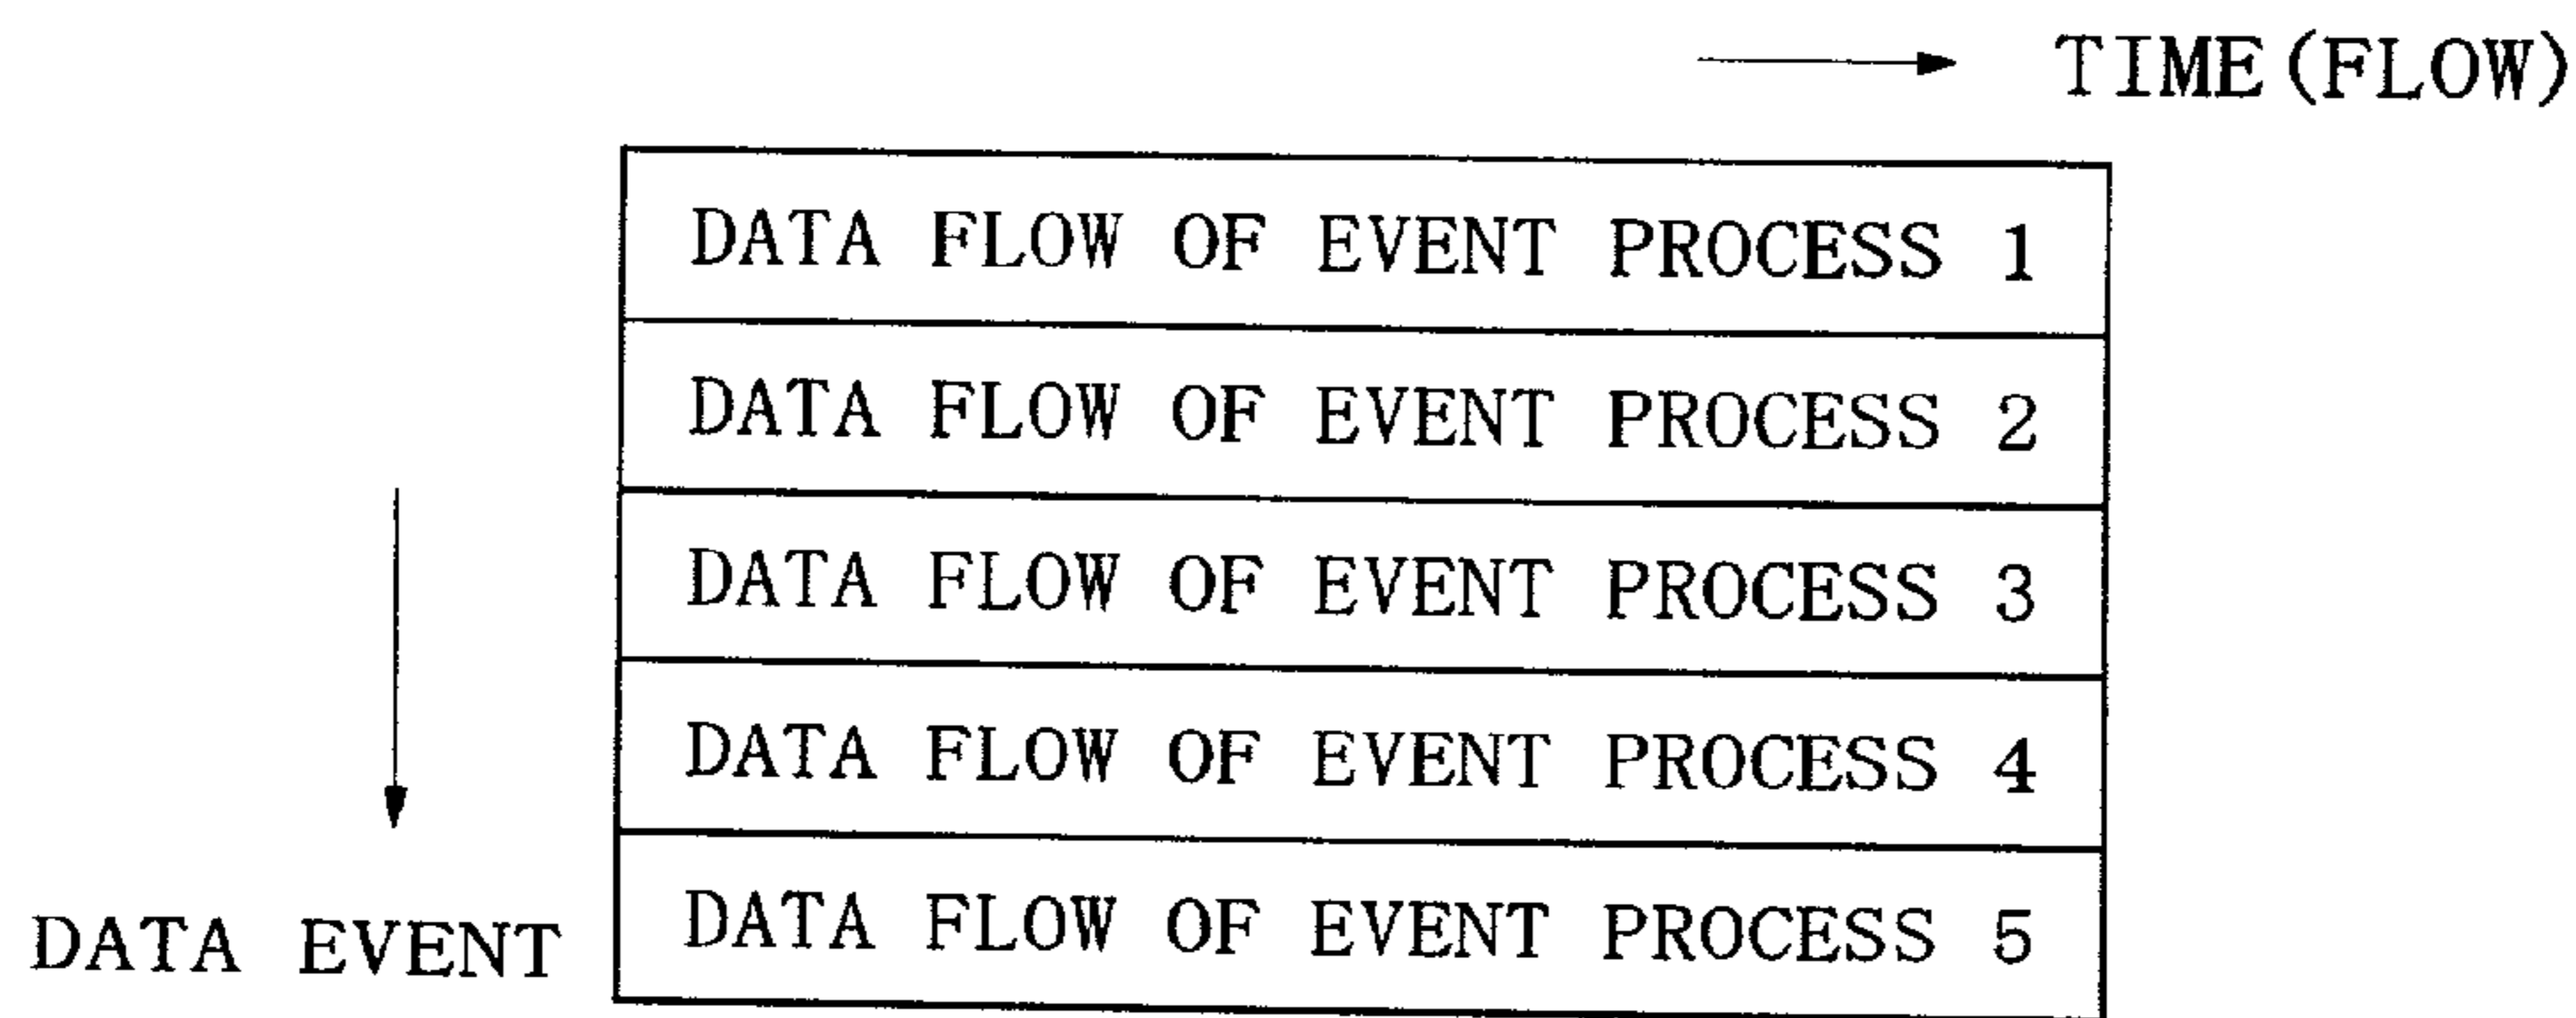 TIME(FLOW)
DATA FLOW OF EVENT PROCESS 1
DATA FLOW OF EVENT PROCESS 2
DATA FLOW OF EVENT PROCESS 3
DATA FLOW OF EVENT PROCESS 4
DATA FLOW OF EVENT PROCESS 5
DATA EVENT